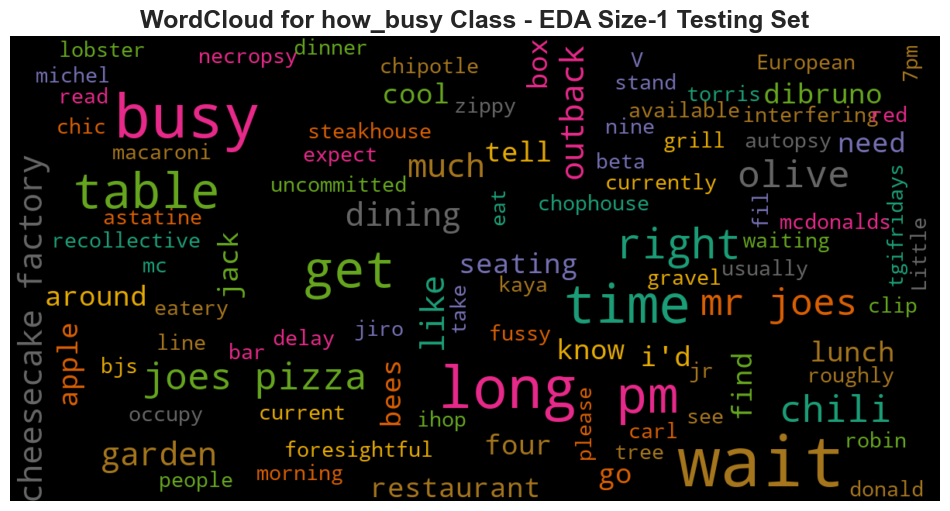 WordCloud for how_busy Class - EDA Size-1 Testing Set
lobster
necropsy
dinner
box
outback
V
European
7pm
michel
chipotle
stand
read
cool
zippy
torris
dibruno
busy
available
interfering
red
chic
steakhouse
nine
macaroni
expect
much
tell
grill
autopsy
need
beta
table
uncommitted
currently
olive
eat
chophouse
fil
astatine
dining
mcdonalds
tgifridays
Little
recollective
jack
right
waiting
mc
get
seating
gravel
usually
around
like
take
kaya
time
mr joes
clip
eatery
cheesecake ffactory
apple
line
delay
jiro
fussy
bar
know
i'd
lunch
bjs
joes pizza
bees
long
jr
find
roughly
pm
occupy
current
ihop
please
see
chili
carl
garden
foresightful
four
tree
wait
robin
people
morning
restaurant
go
donald